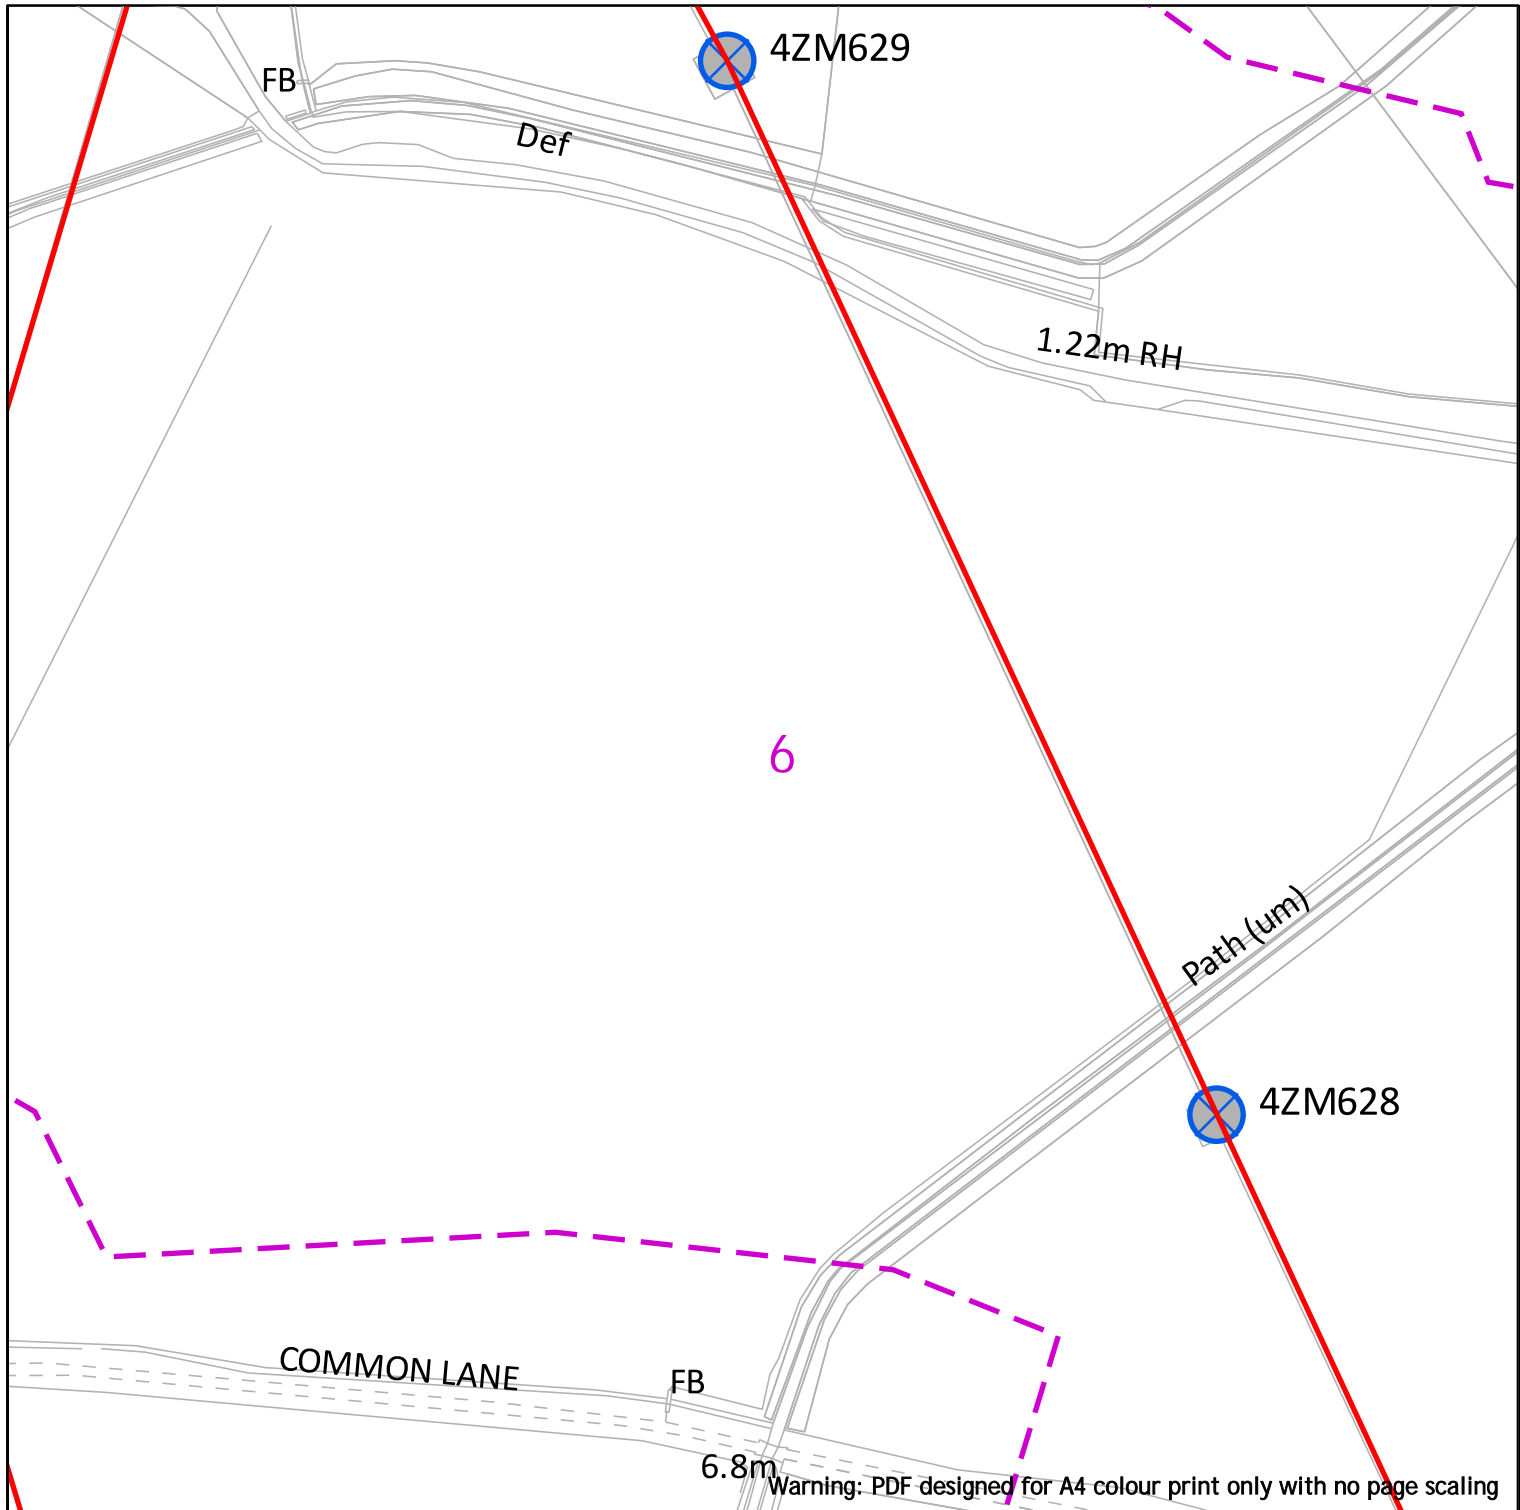 4ZM629
FB
Def
1.22m RH
6
Path (um)
4ZM628
COMMON LANE
FB
6.8m
Warning: PDF designed for A4 colour print only with no page scaling